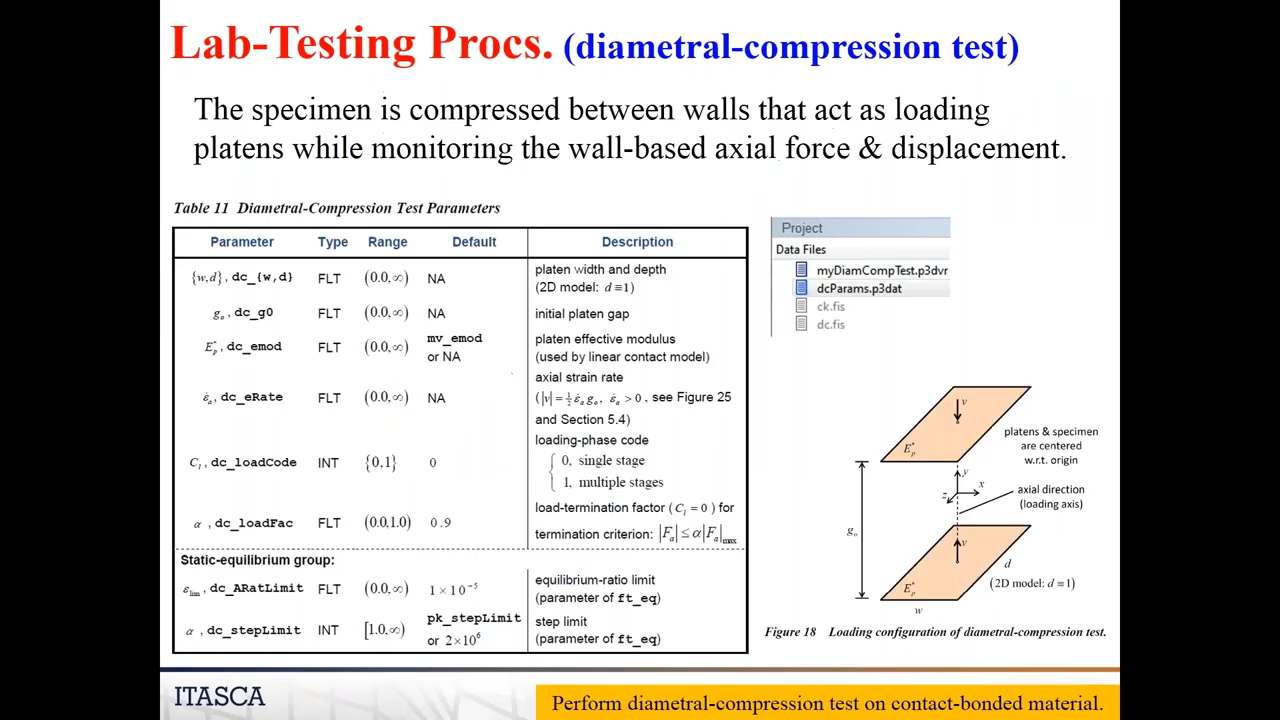 Lab-Testing Procs. (diametral-compression test)
The specimen is compressed between walls that act as loading
platens while monitoring the wall-based axial force & displacement.
Table 11 Diametral-Compression Test Parameters
Parameter Type Range Default Description
{w,d}, dc_{w,d} FLT (0.0,∞) NA platen width and depth
(2D model: d ≡ 1)
gₒ, dc_g0 FLT (0.0,∞) NA initial platen gap
E*ₚ, dc_emod FLT (0.0,∞) mv_emod or NA platen effective modulus
(used by linear contact model)
ε̇ₐ, dc_eRate FLT (0.0,∞) NA axial strain rate
(|v| = ½ ε̇ₐ gₒ, ε̇ₐ > 0, see Figure 25
and Section 5.4)
Cₗ, dc_loadCode INT {0,1} 0 loading-phase code
0, single stage
1, multiple stages
α, dc_loadFac FLT (0.0,1.0) 0.9 load-termination factor (Cₗ = 0) for
termination criterion: |Fₐ| ≤ α|Fₐ|max
Static-equilibrium group:
εlim, dc_ARatLimit FLT (0.0,∞) 1×10⁻⁵ equilibrium-ratio limit
(parameter of ft_eq)
α, dc_stepLimit INT [1.0,∞) pk_stepLimit or 2×10⁶ step limit
(parameter of ft_eq)
Project
Data Files
myDiamCompTest.p3dvr
dcParams.p3dat
ck.fis
dc.fis
v
E*ₚ
platens & specimen
are centered
w.r.t. origin
y
x
z
axial direction
(loading axis)
gₒ
v
d
(2D model: d ≡ 1)
E*ₚ
w
Figure 18 Loading configuration of diametral-compression test.
ITASCA
Perform diametral-compression test on contact-bonded material.